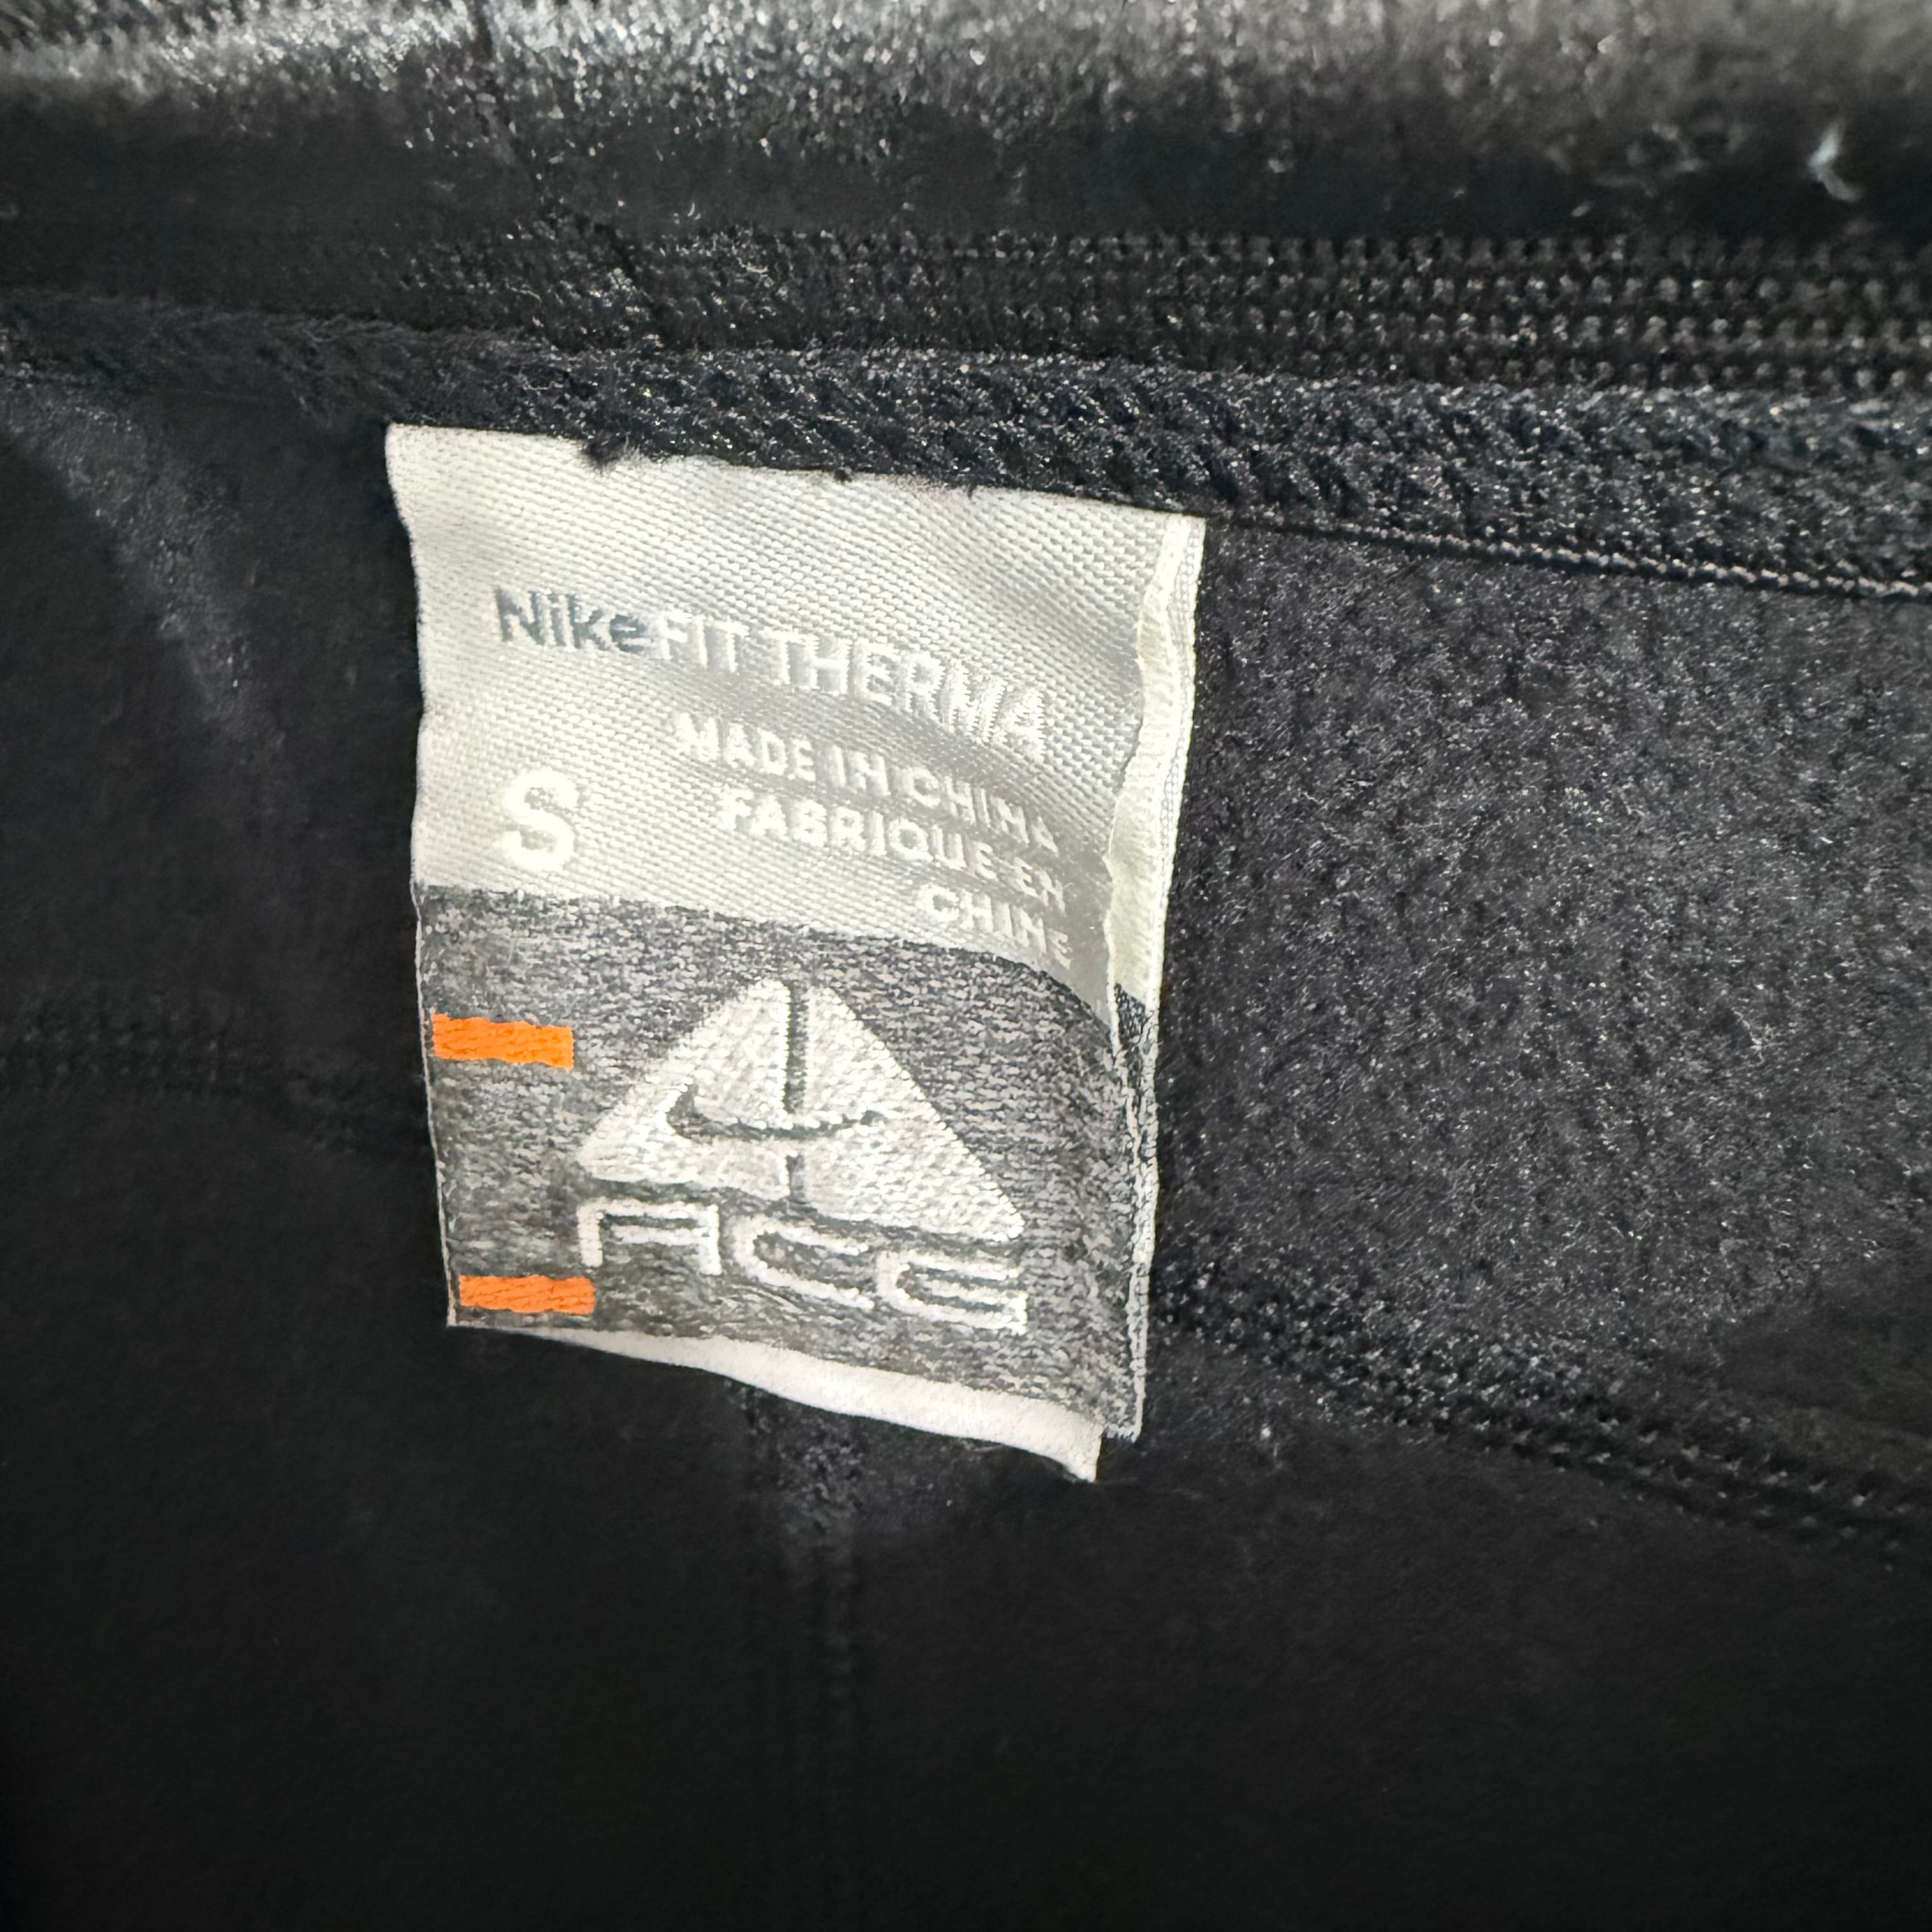 NikeFIT THERMA
MADE IN CHINA
S
FABRIQUE EN
CHINE
ACG